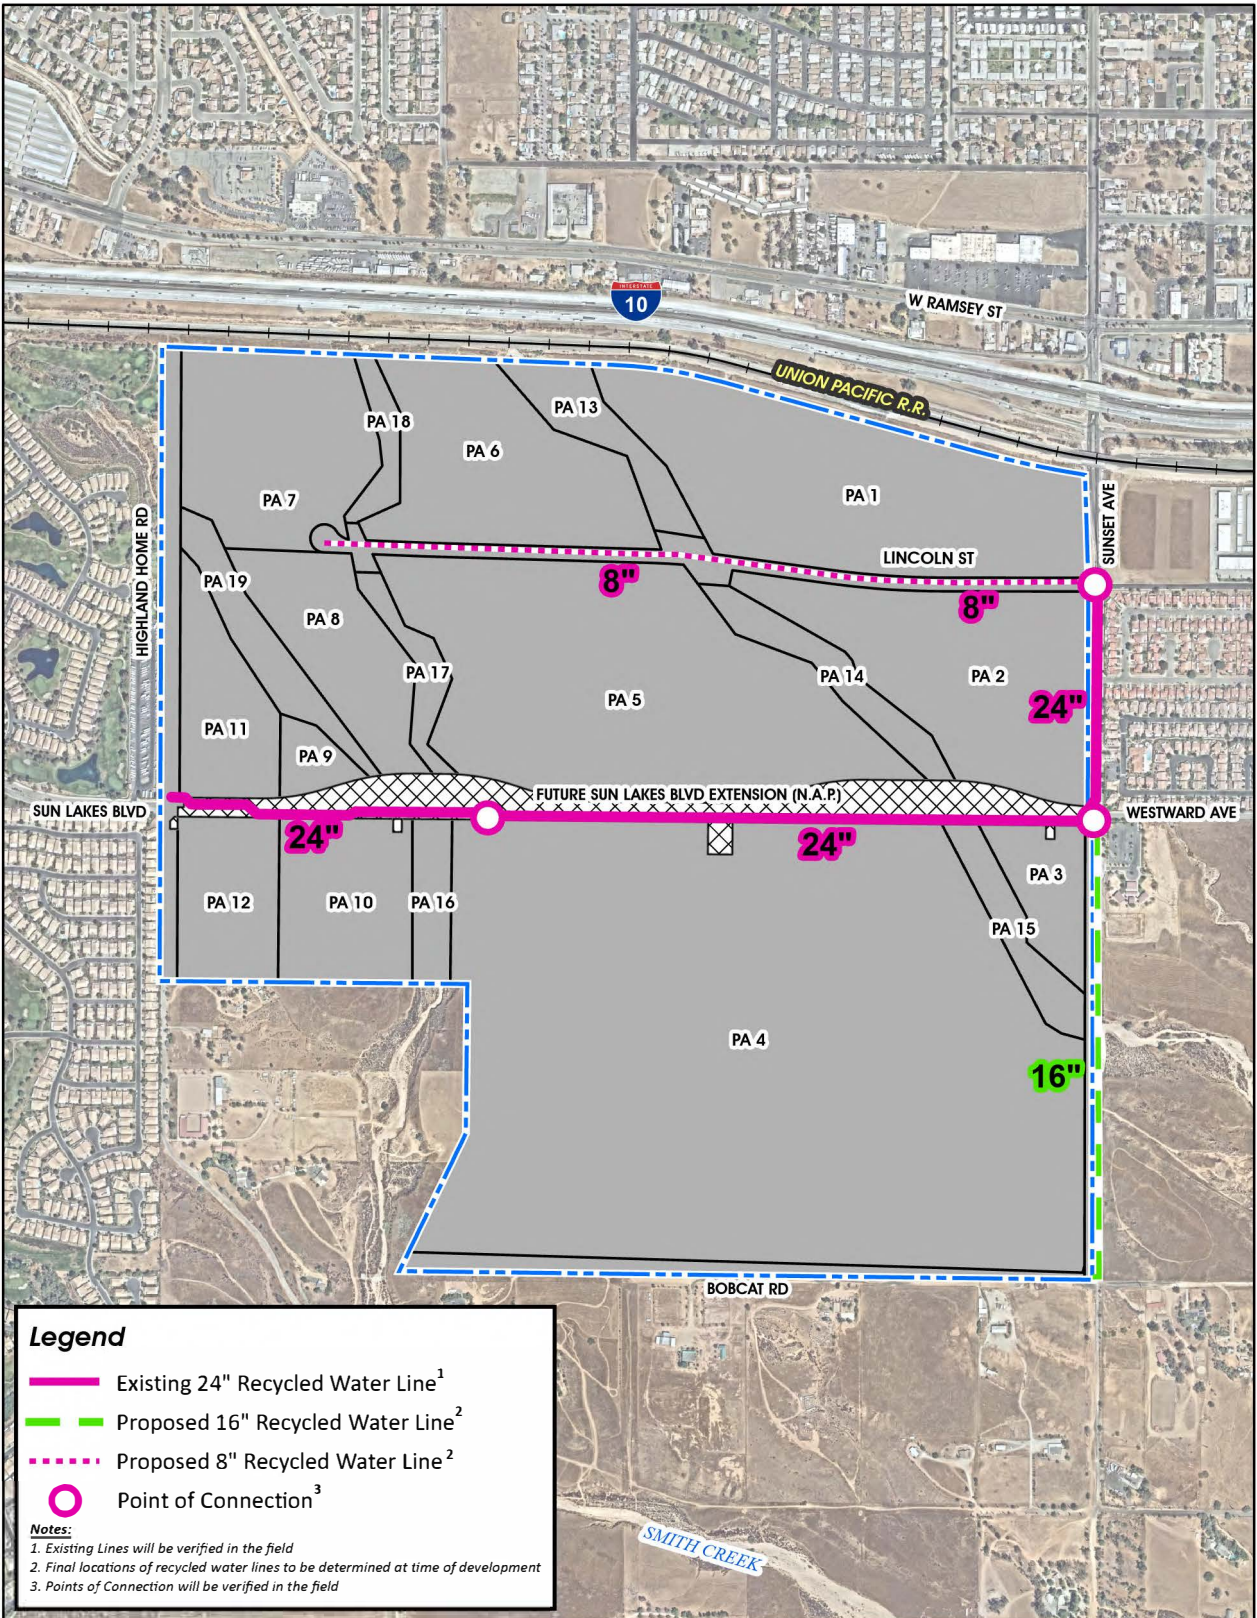 INTERSTATE
10
W RAMSEY ST
UNION PACIFIC R.R.
PA 18
PA 13
PA 6
PA 7
PA 1
SUNSET AVE
HIGHLAND HOME RD
LINCOLN ST
PA 19
8"
8"
PA 8
PA 17
PA 14
PA 2
PA 5
24"
PA 11
PA 9
FUTURE SUN LAKES BLVD EXTENSION (N.A.P.)
SUN LAKES BLVD
WESTWARD AVE
24"
24"
PA 3
PA 12
PA 10
PA 16
PA 15
PA 4
16"
BOBCAT RD
Legend
Existing 24" Recycled Water Line1
Proposed 16" Recycled Water Line2
Proposed 8" Recycled Water Line2
Point of Connection3
Notes:
1. Existing Lines will be verified in the field
2. Final locations of recycled water lines to be determined at time of development
3. Points of Connection will be verified in the field
SMITH CREEK